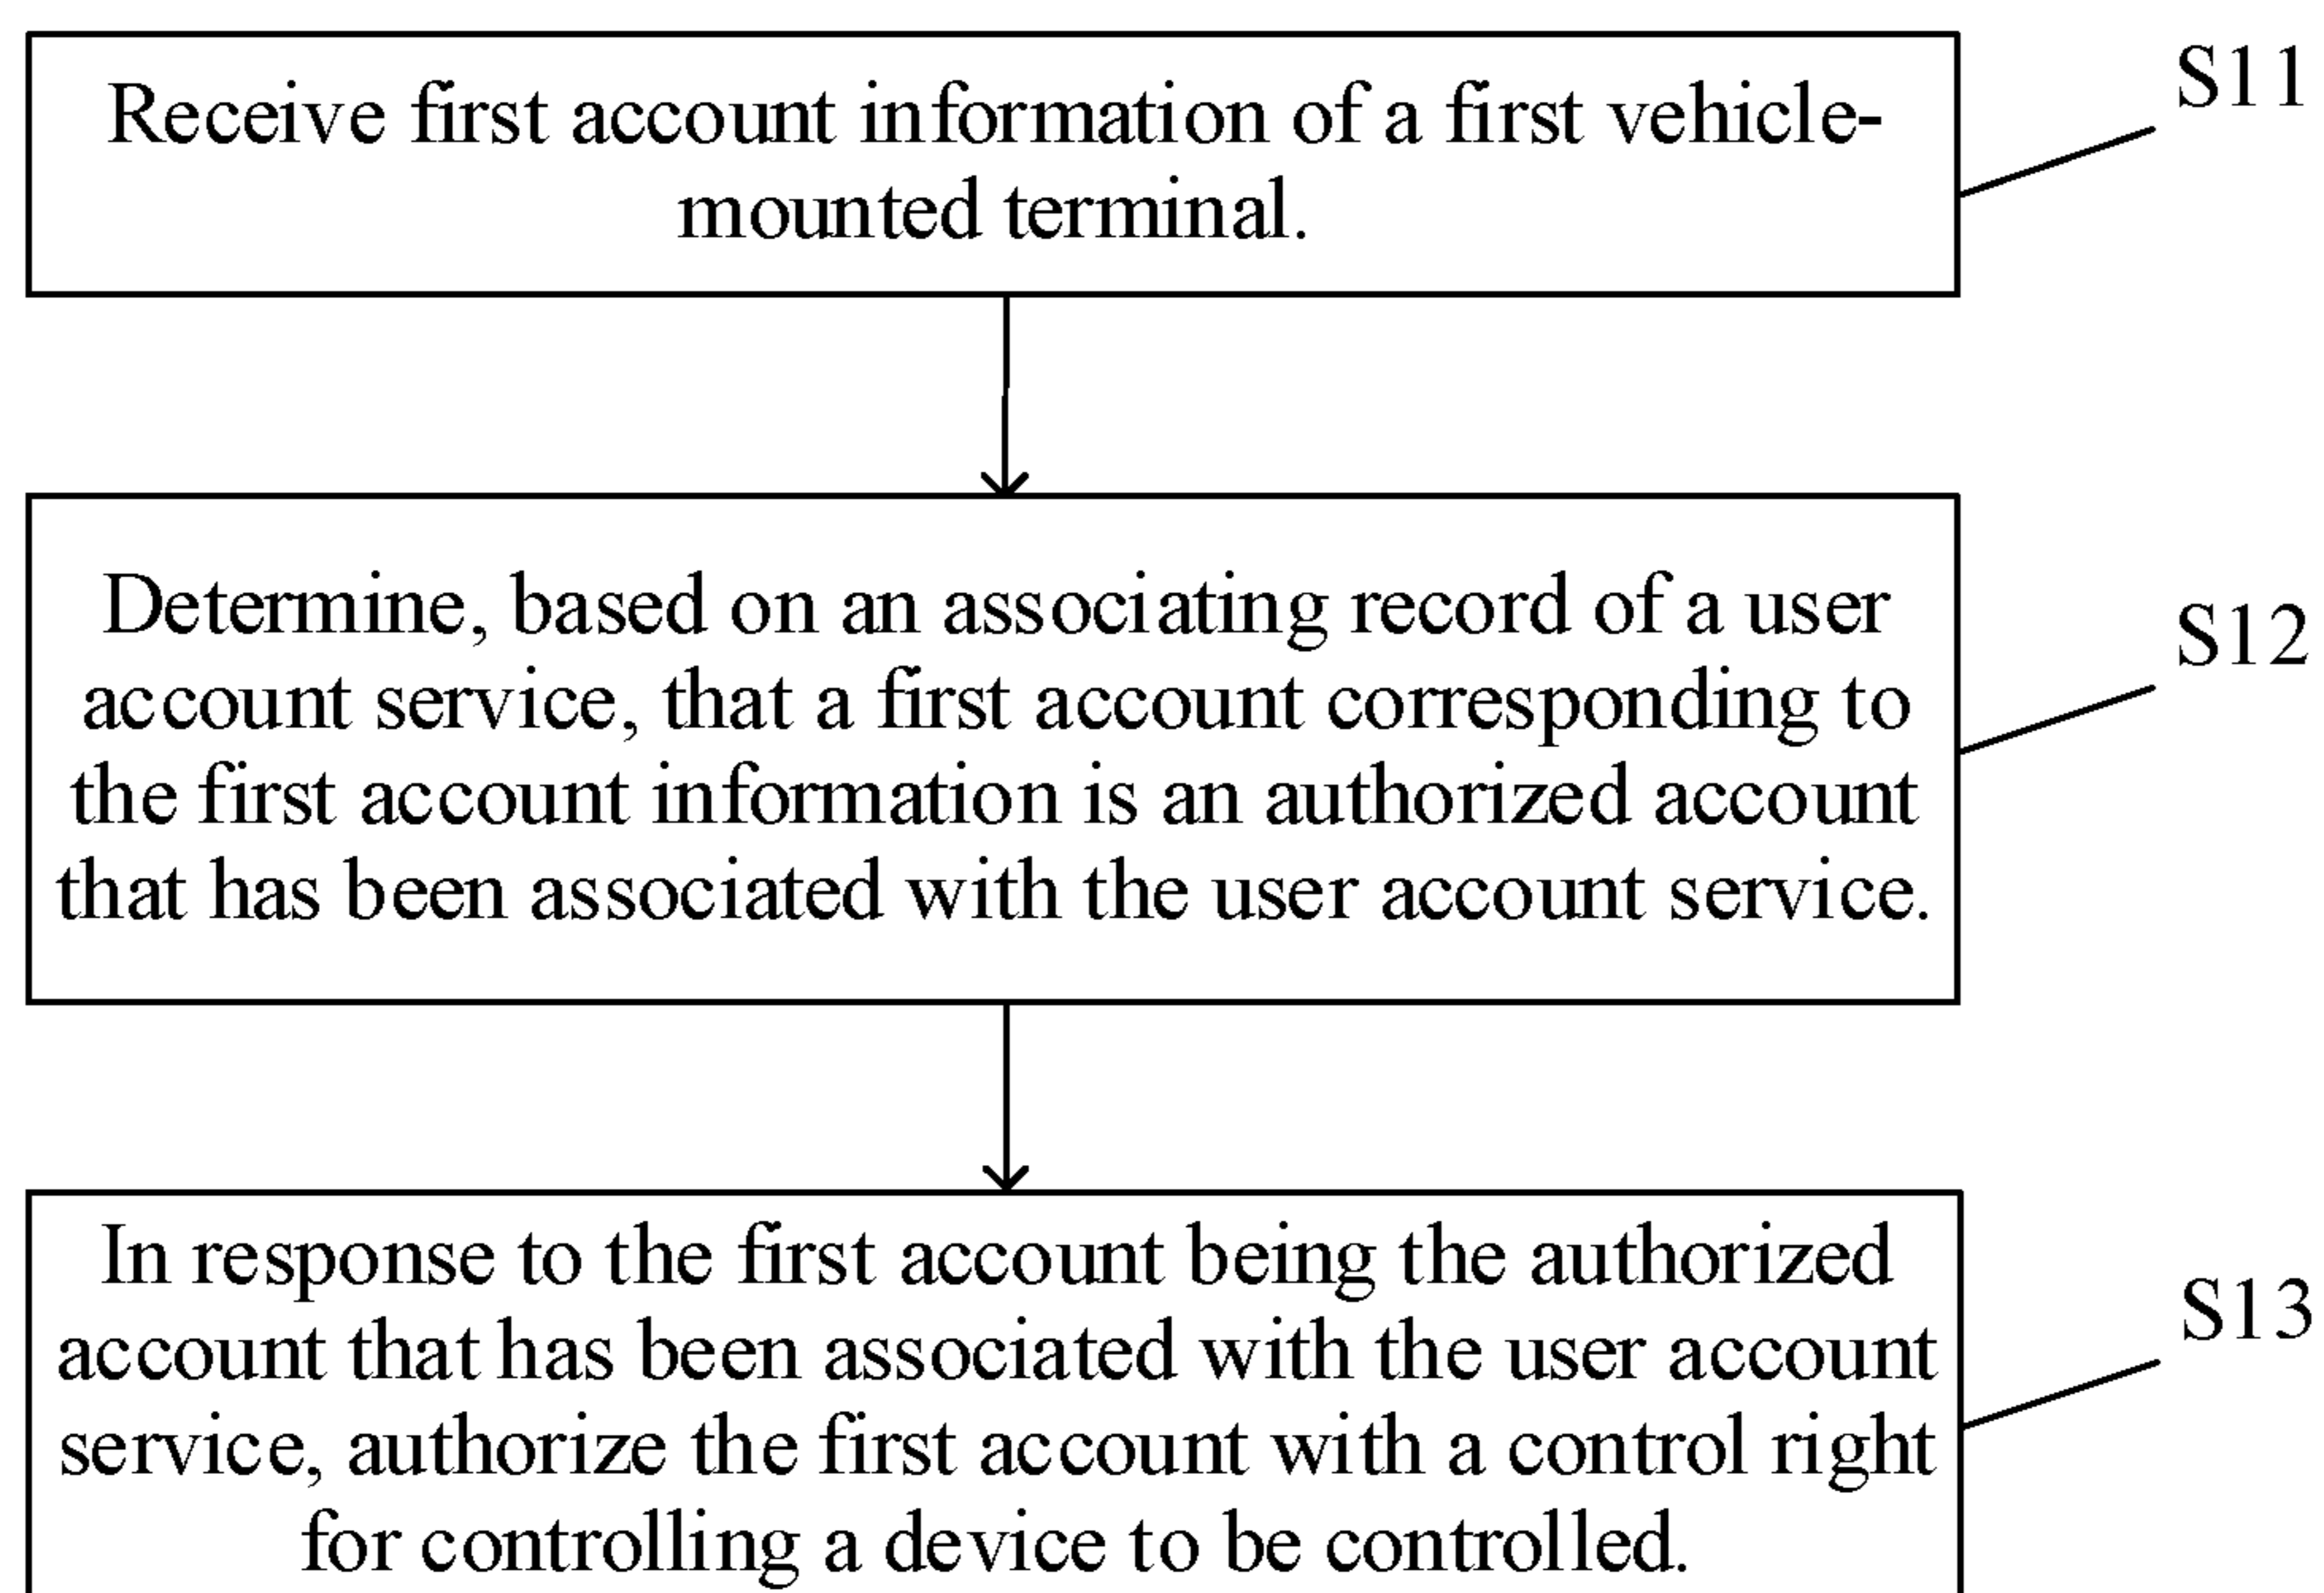 Receive first account information of a first vehicle-
mounted terminal.
S11
Determine, based on an associating record of a user
account service, that a first account corresponding to
the first account information is an authorized account
that has been associated with the user account service.
S12
In response to the first account being the authorized
account that has been associated with the user account
service, authorize the first account with a control right
for controlling a device to be controlled.
S13